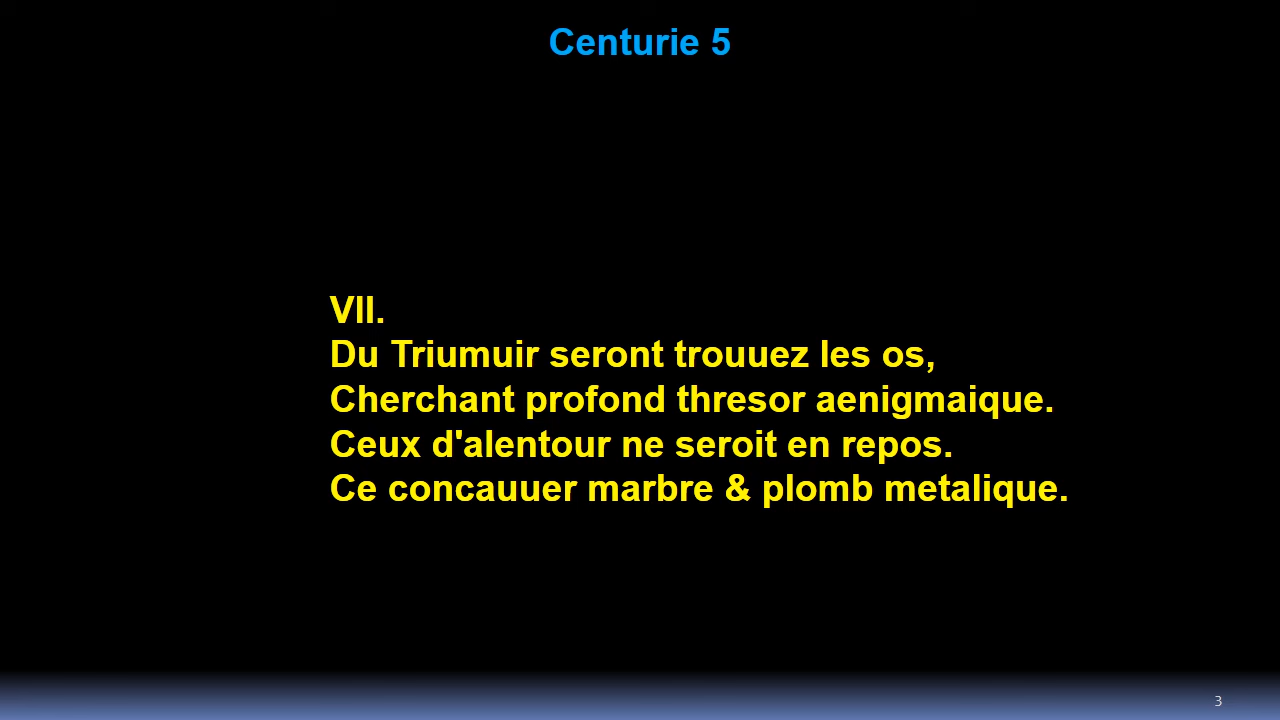 Centurie 5
VII.
Du Triumuir seront trouuez les os,
Cherchant profond thresor aenigmaique.
Ceux d'alentour ne seroit en repos.
Ce concauuer marbre & plomb metalique.
3